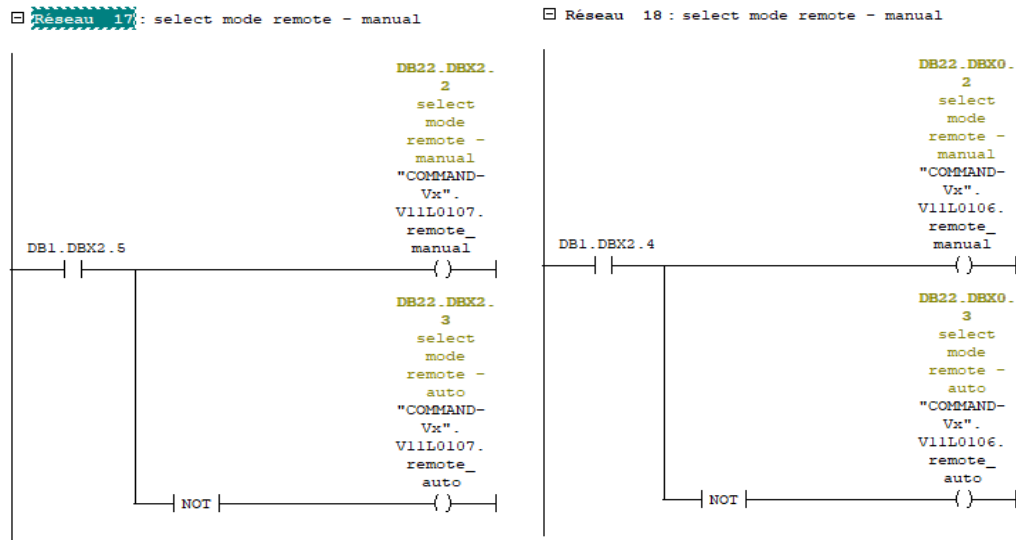 Réseau 17 : select mode remote - manual
DB22.DBX2.
2
select
mode
remote -
manual
"COMMAND-
Vx".
V11L0107.
remote_
manual
DB1.DBX2.5
DB22.DBX2.
3
select
mode
remote -
auto
"COMMAND-
Vx".
V11L0107.
remote_
auto
NOT
Réseau 18 : select mode remote - manual
DB22.DBX0.
2
select
mode
remote -
manual
"COMMAND-
Vx".
V11L0106.
remote_
manual
DB1.DBX2.4
DB22.DBX0.
3
select
mode
remote -
auto
"COMMAND-
Vx".
V11L0106.
remote_
auto
NOT